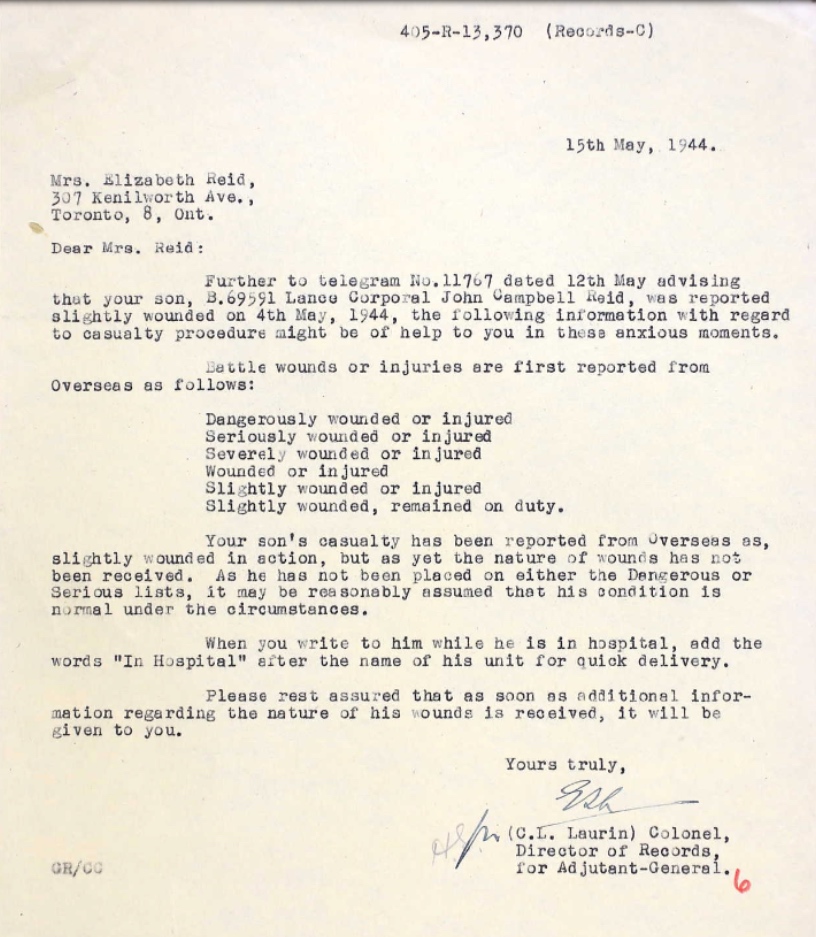 405-R-13,370 (Records-C)
15th May, 1944.
Mrs. Elizabeth Reid,
307 Kenilworth Ave.,
Toronto, 8, Ont.
Dear Mrs. Reid:
Further to telegram No.11767 dated 12th May advising
that your son, B.69591 Lance Corporal John Campbell Reid, was reported
slightly wounded on 4th May, 1944, the following information with regard
to casualty procedure might be of help to you in these anxious moments.
Battle wounds or injuries are first reported from
Overseas as follows:
Dangerously wounded or injured
Seriously wounded or injured
Severely wounded or injured
Wounded or injured
Slightly wounded or injured
Slightly wounded, remained on duty.
Your son's casualty has been reported from Overseas as,
slightly wounded in action, but as yet the nature of wounds has not
been received. As he has not been placed on either the Dangerous or
Serious lists, it may be reasonably assumed that his condition is
normal under the circumstances.
When you write to him while he is in hospital, add the
words "In Hospital" after the name of his unit for quick delivery.
Please rest assured that as soon as additional infor-
mation regarding the nature of his wounds is received, it will be
given to you.
Yours truly,
(C.L. Laurin) Colonel,
Director of Records,
for Adjutant-General.
GR/CC
6